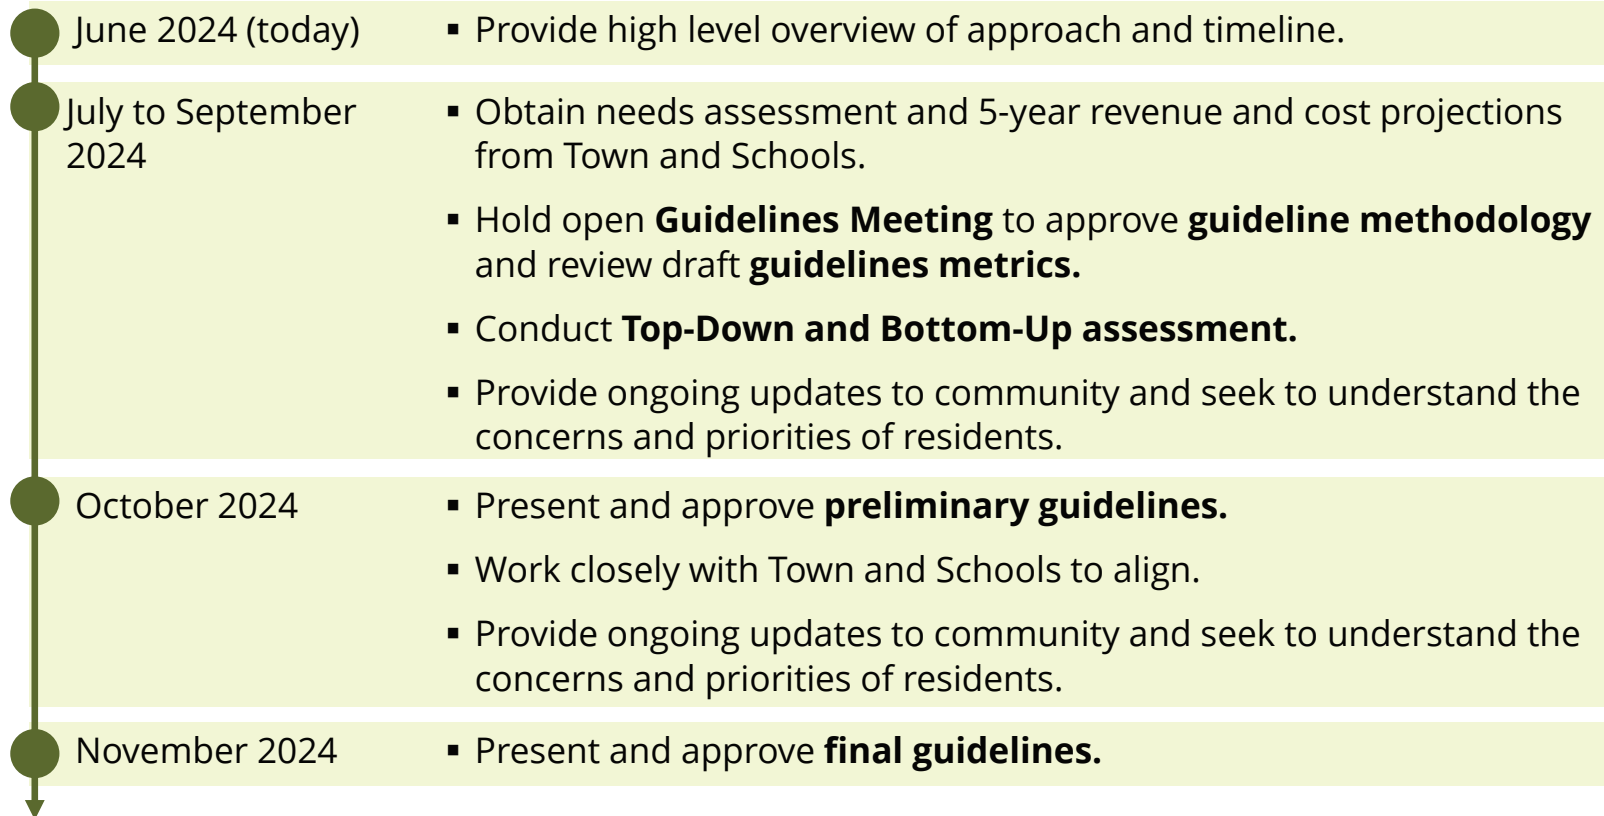 June 2024 (today)
▪ Provide high level overview of approach and timeline.
July to September
2024
▪ Obtain needs assessment and 5-year revenue and cost projections
from Town and Schools.
▪ Hold open Guidelines Meeting to approve guideline methodology
and review draft guidelines metrics.
▪ Conduct Top-Down and Bottom-Up assessment.
▪ Provide ongoing updates to community and seek to understand the
concerns and priorities of residents.
October 2024
▪ Present and approve preliminary guidelines.
▪ Work closely with Town and Schools to align.
▪ Provide ongoing updates to community and seek to understand the
concerns and priorities of residents.
November 2024
▪ Present and approve final guidelines.